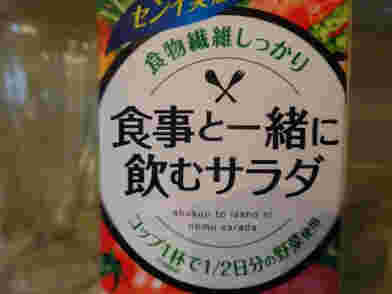 食物繊維しっかり
食事と一緒に
飲むサラダ
shokuji to issho ni
nomu sarada
コップ1杯で1/2日分の野菜使用